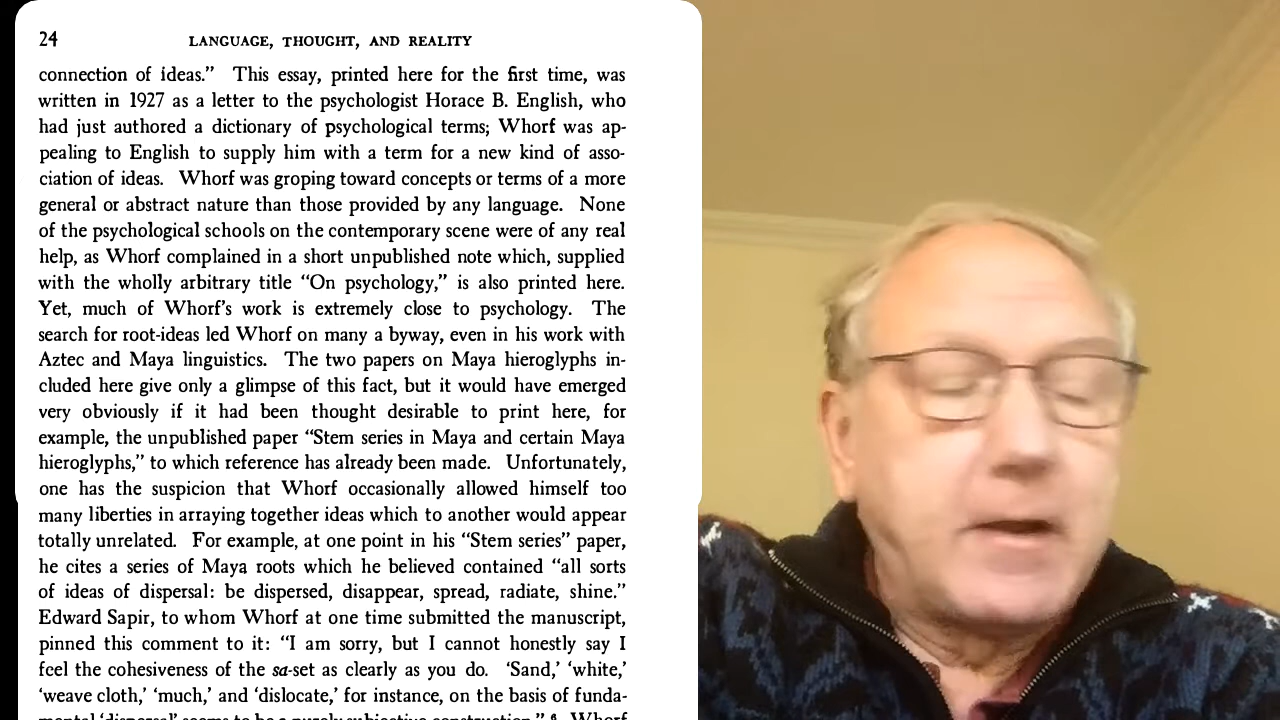 24 LANGUAGE, THOUGHT, AND REALITY
connection of ideas.” This essay, printed here for the first time, was
written in 1927 as a letter to the psychologist Horace B. English, who
had just authored a dictionary of psychological terms; Whorf was ap-
pealing to English to supply him with a term for a new kind of asso-
ciation of ideas. Whorf was groping toward concepts or terms of a more
general or abstract nature than those provided by any language. None
of the psychological schools on the contemporary scene were of any real
help, as Whorf complained in a short unpublished note which, supplied
with the wholly arbitrary title “On psychology,” is also printed here.
Yet, much of Whorf’s work is extremely close to psychology. The
search for root-ideas led Whorf on many a byway, even in his work with
Aztec and Maya linguistics. The two papers on Maya hieroglyphs in-
cluded here give only a glimpse of this fact, but it would have emerged
very obviously if it had been thought desirable to print here, for
example, the unpublished paper “Stem series in Maya and certain Maya
hieroglyphs,” to which reference has already been made. Unfortunately,
one has the suspicion that Whorf occasionally allowed himself too
many liberties in arraying together ideas which to another would appear
totally unrelated. For example, at one point in his “Stem series” paper,
he cites a series of Maya roots which he believed contained “all sorts
of ideas of dispersal: be dispersed, disappear, spread, radiate, shine.”
Edward Sapir, to whom Whorf at one time submitted the manuscript,
pinned this comment to it: “I am sorry, but I cannot honestly say I
feel the cohesiveness of the sa-set as clearly as you do. ‘Sand,’ ‘white,’
‘weave cloth,’ ‘much,’ and ‘dislocate,’ for instance, on the basis of funda-
mental ‘dispersal’ seems to be a purely subjective construction.” Whorf